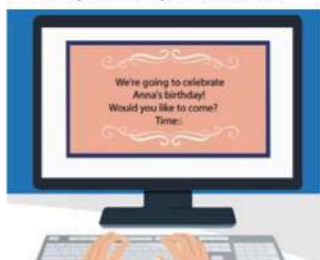 We're going to celebrate
Anna's birthday!
Would you like to come?
Time::